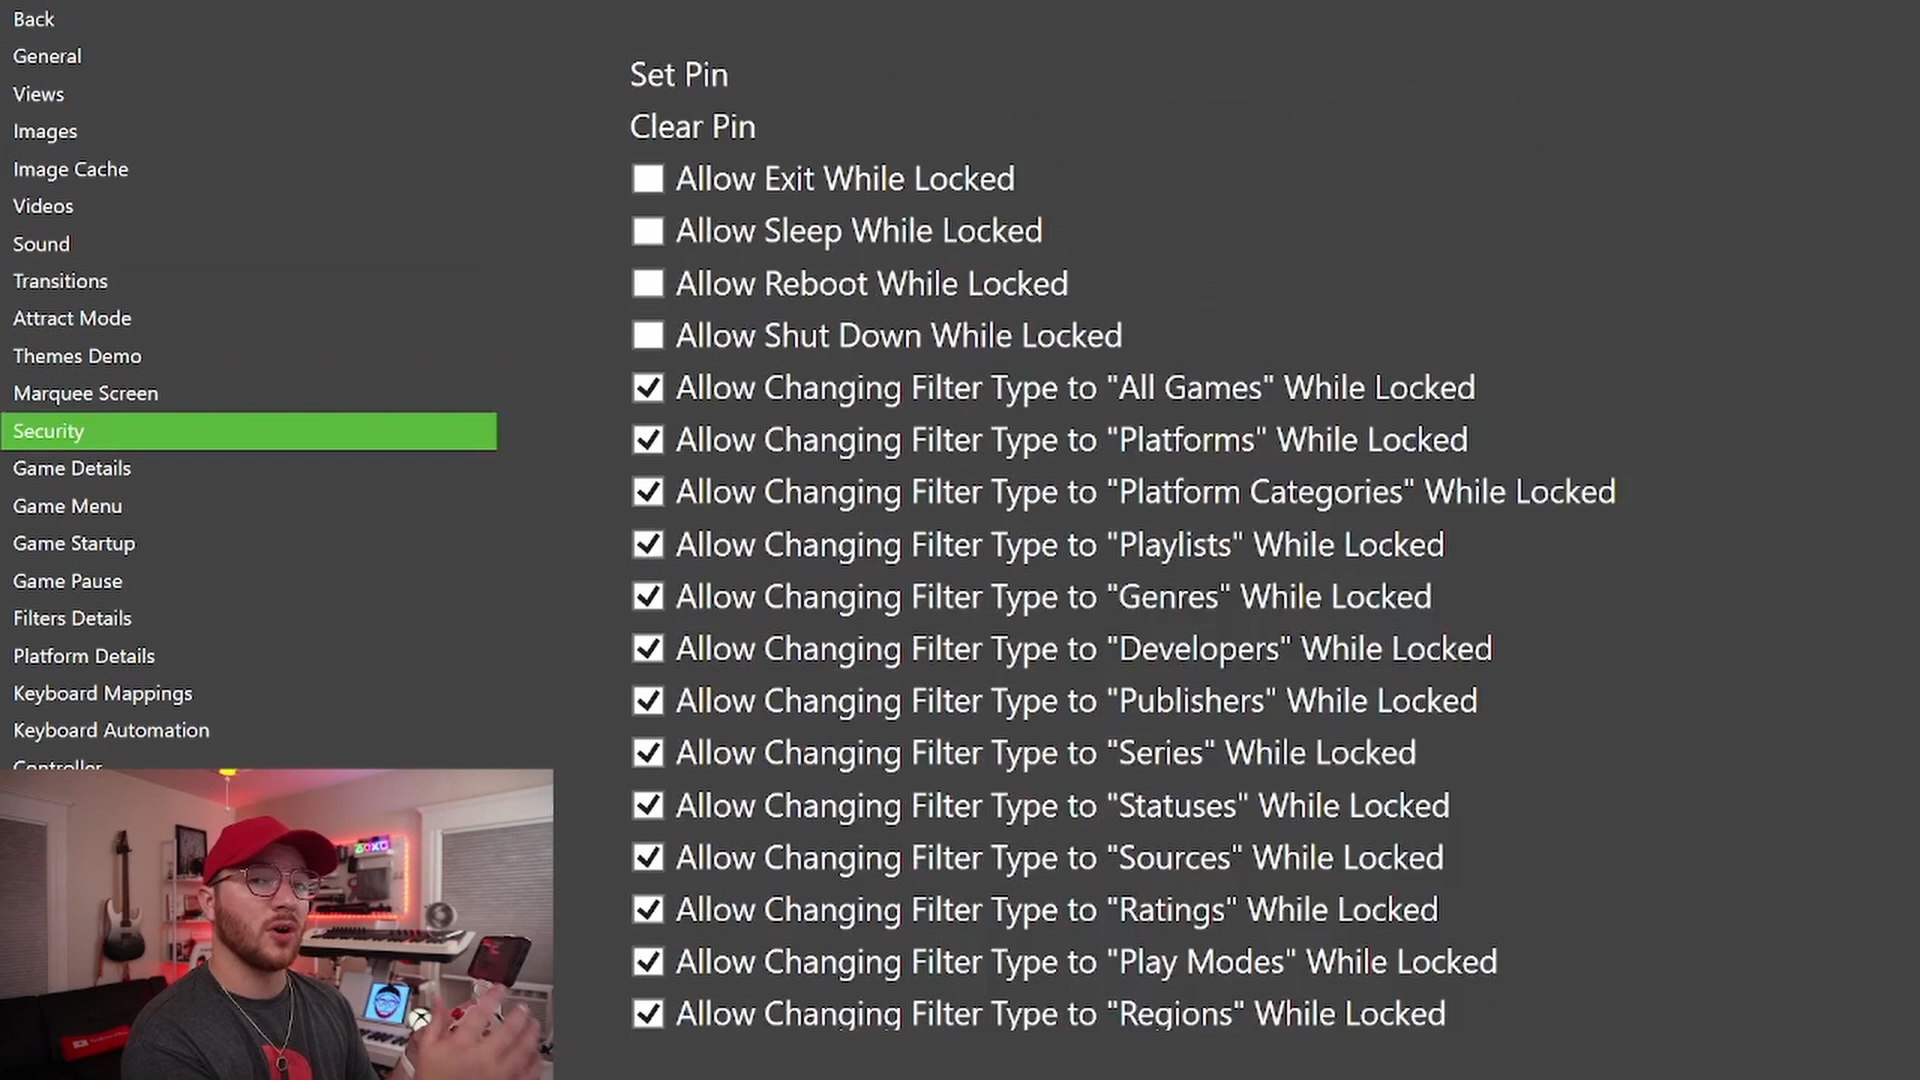 Back
General
Views
Images
Image Cache
Videos
Sound
Transitions
Attract Mode
Themes Demo
Marquee Screen
Security
Game Details
Game Menu
Game Startup
Game Pause
Filters Details
Platform Details
Keyboard Mappings
Keyboard Automation
Controller
Set Pin
Clear Pin
Allow Exit While Locked
Allow Sleep While Locked
Allow Reboot While Locked
Allow Shut Down While Locked
Allow Changing Filter Type to "All Games" While Locked
Allow Changing Filter Type to "Platforms" While Locked
Allow Changing Filter Type to "Platform Categories" While Locked
Allow Changing Filter Type to "Playlists" While Locked
Allow Changing Filter Type to "Genres" While Locked
Allow Changing Filter Type to "Developers" While Locked
Allow Changing Filter Type to "Publishers" While Locked
Allow Changing Filter Type to "Series" While Locked
Allow Changing Filter Type to "Statuses" While Locked
Allow Changing Filter Type to "Sources" While Locked
Allow Changing Filter Type to "Ratings" While Locked
Allow Changing Filter Type to "Play Modes" While Locked
Allow Changing Filter Type to "Regions" While Locked